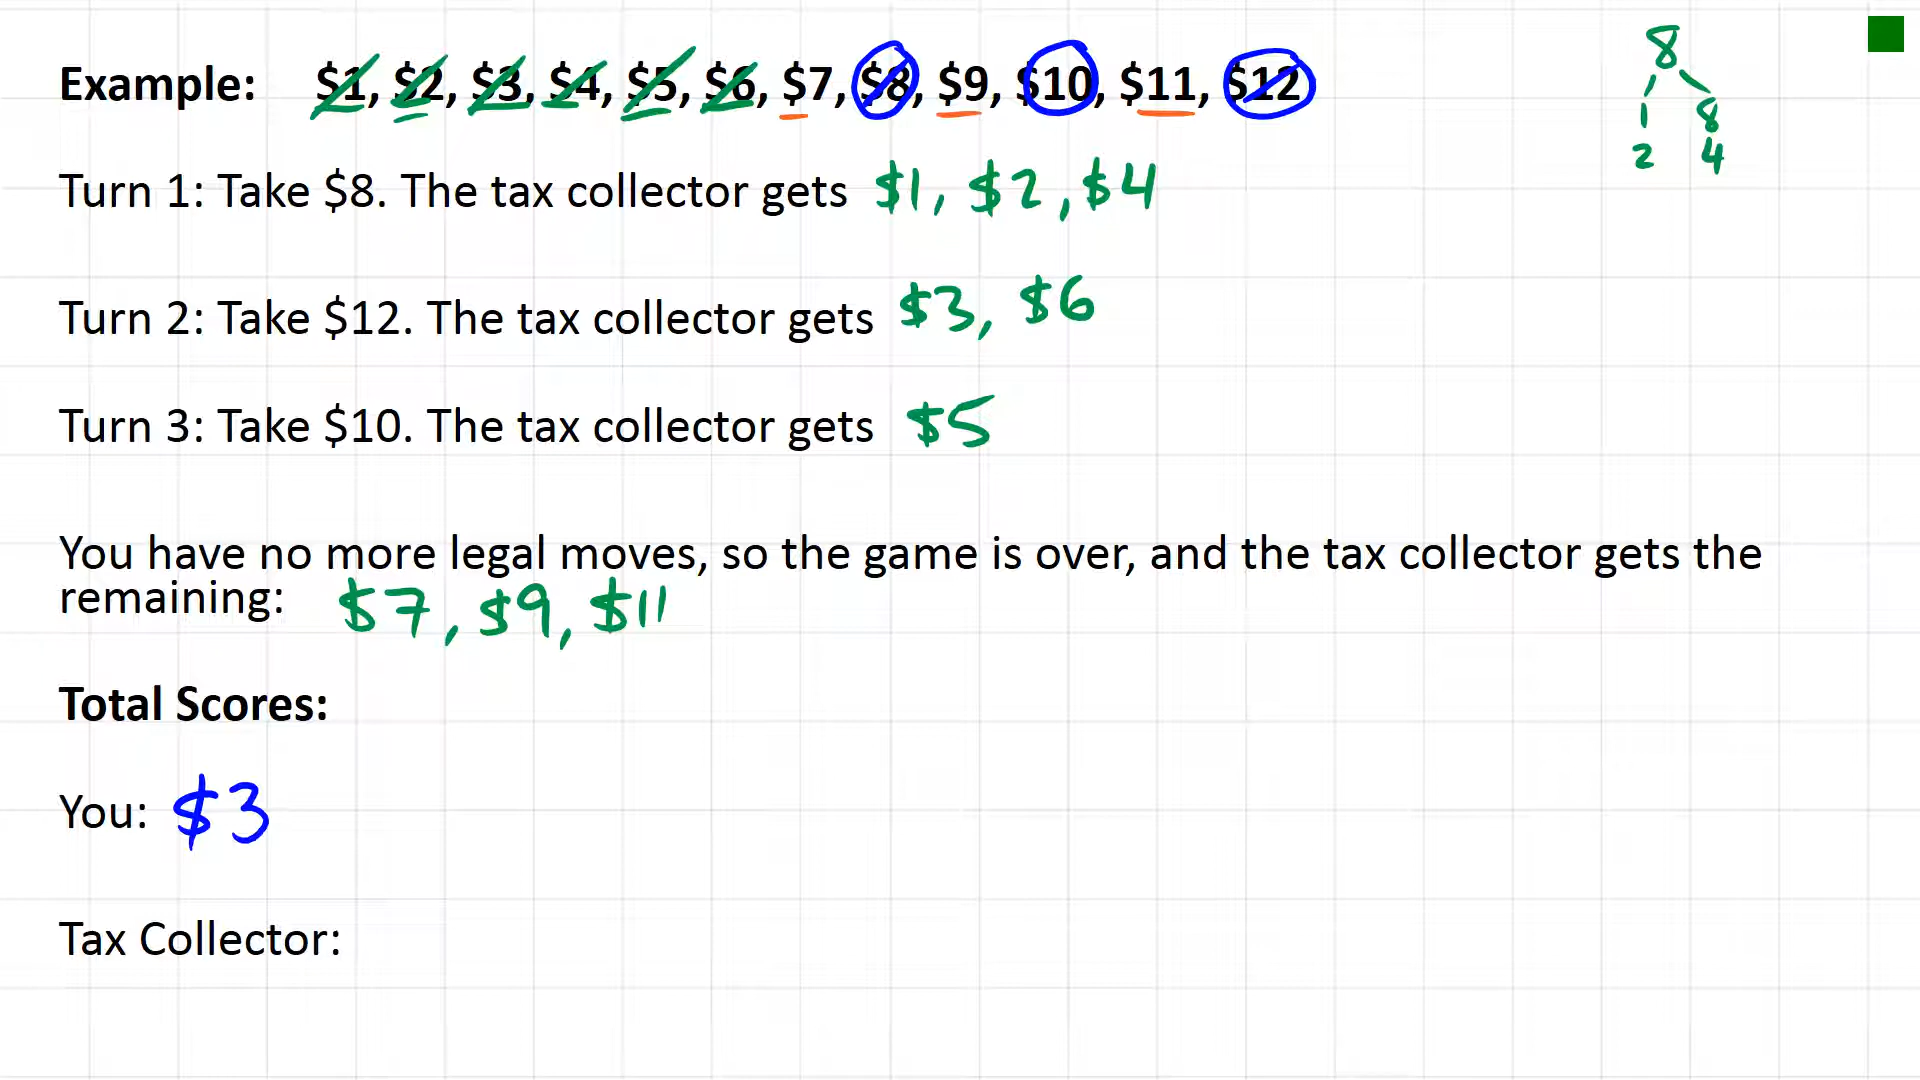 Example: $1, $2, $3, $4, $5, $6, $7, $8, $9, $10, $11, $12
8
1 8
2 4
Turn 1: Take $8. The tax collector gets $1, $2, $4
Turn 2: Take $12. The tax collector gets $3, $6
Turn 3: Take $10. The tax collector gets $5
You have no more legal moves, so the game is over, and the tax collector gets the
remaining: $7, $9, $11
Total Scores:
You: $3
Tax Collector: